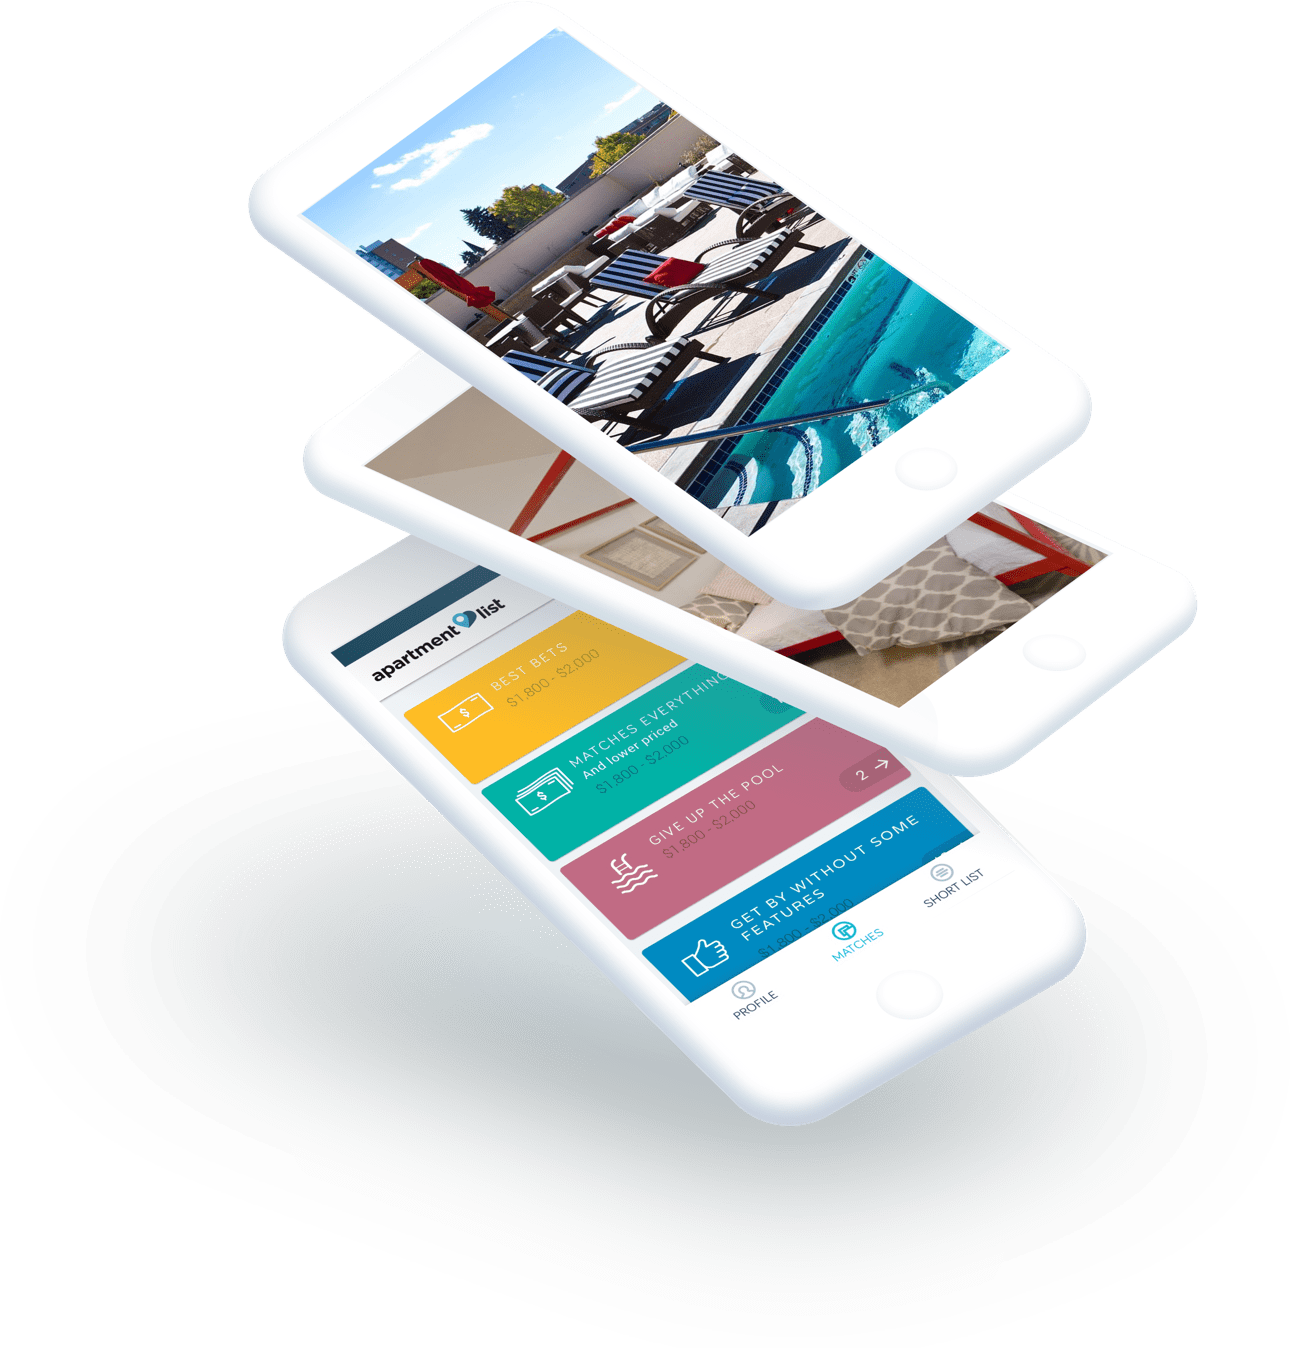 apartment list
BEST BETS
$1,800 - $2,000
$
MATCHES EVERYTHING
And lower priced
$1,800 - $2,000
$
GIVE UP THE POOL
$1,800 - $2,000
2 →
GET BY WITHOUT SOME
FEATURES
$1,800 - $2,000
PROFILE
MATCHES
SHORT LIST